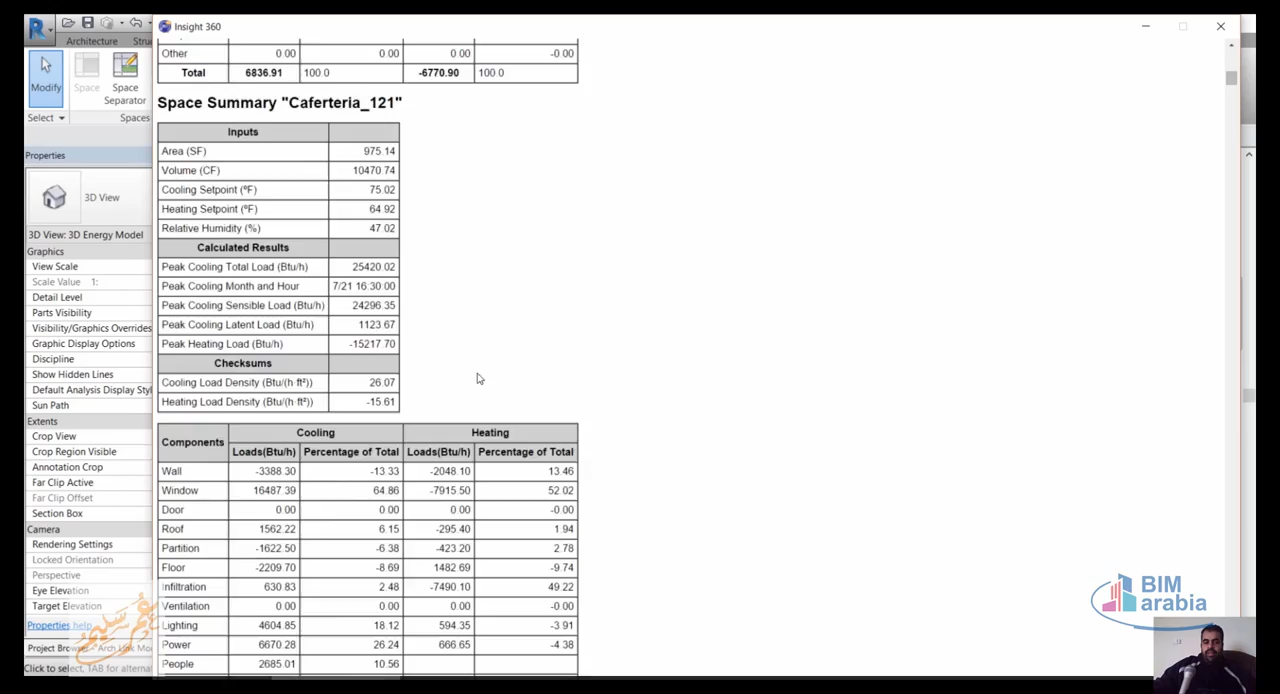 Insight 360
Architecture Stru
Modify
Space
Space Separator
Select
Spaces
Properties
3D View
3D View: 3D Energy Model
Graphics
View Scale
Scale Value 1:
Detail Level
Parts Visibility
Visibility/Graphics Overrides
Graphic Display Options
Discipline
Show Hidden Lines
Default Analysis Display Styl
Sun Path
Extents
Crop View
Crop Region Visible
Annotation Crop
Far Clip Active
Far Clip Offset
Section Box
Camera
Rendering Settings
Locked Orientation
Perspective
Eye Elevation
Target Elevation
Properties help
Project Browser - Arch Link Mo
Click to select, TAB for alternat
Other 0.00 0.00 0.00 -0.00
Total 6836.91 100.0 -6770.90 100.0
Space Summary "Caferteria_121"
Inputs
Area (SF) 975.14
Volume (CF) 10470.74
Cooling Setpoint (ºF) 75.02
Heating Setpoint (ºF) 64.92
Relative Humidity (%) 47.02
Calculated Results
Peak Cooling Total Load (Btu/h) 25420.02
Peak Cooling Month and Hour 7/21 16:30:00
Peak Cooling Sensible Load (Btu/h) 24296.35
Peak Cooling Latent Load (Btu/h) 1123.67
Peak Heating Load (Btu/h) -15217.70
Checksums
Cooling Load Density (Btu/(h·ft²)) 26.07
Heating Load Density (Btu/(h·ft²)) -15.61
Components Cooling Heating
Loads(Btu/h) Percentage of Total Loads(Btu/h) Percentage of Total
Wall -3388.30 -13.33 -2048.10 13.46
Window 16487.39 64.86 -7915.50 52.02
Door 0.00 0.00 0.00 -0.00
Roof 1562.22 6.15 -295.40 1.94
Partition -1622.50 -6.38 -423.20 2.78
Floor -2209.70 -8.69 1482.69 -9.74
Infiltration 630.83 2.48 -7490.10 49.22
Ventilation 0.00 0.00 0.00 -0.00
Lighting 4604.85 18.12 594.35 -3.91
Power 6670.28 26.24 666.65 -4.38
People 2685.01 10.56
عمر سليم
BIM
arabia